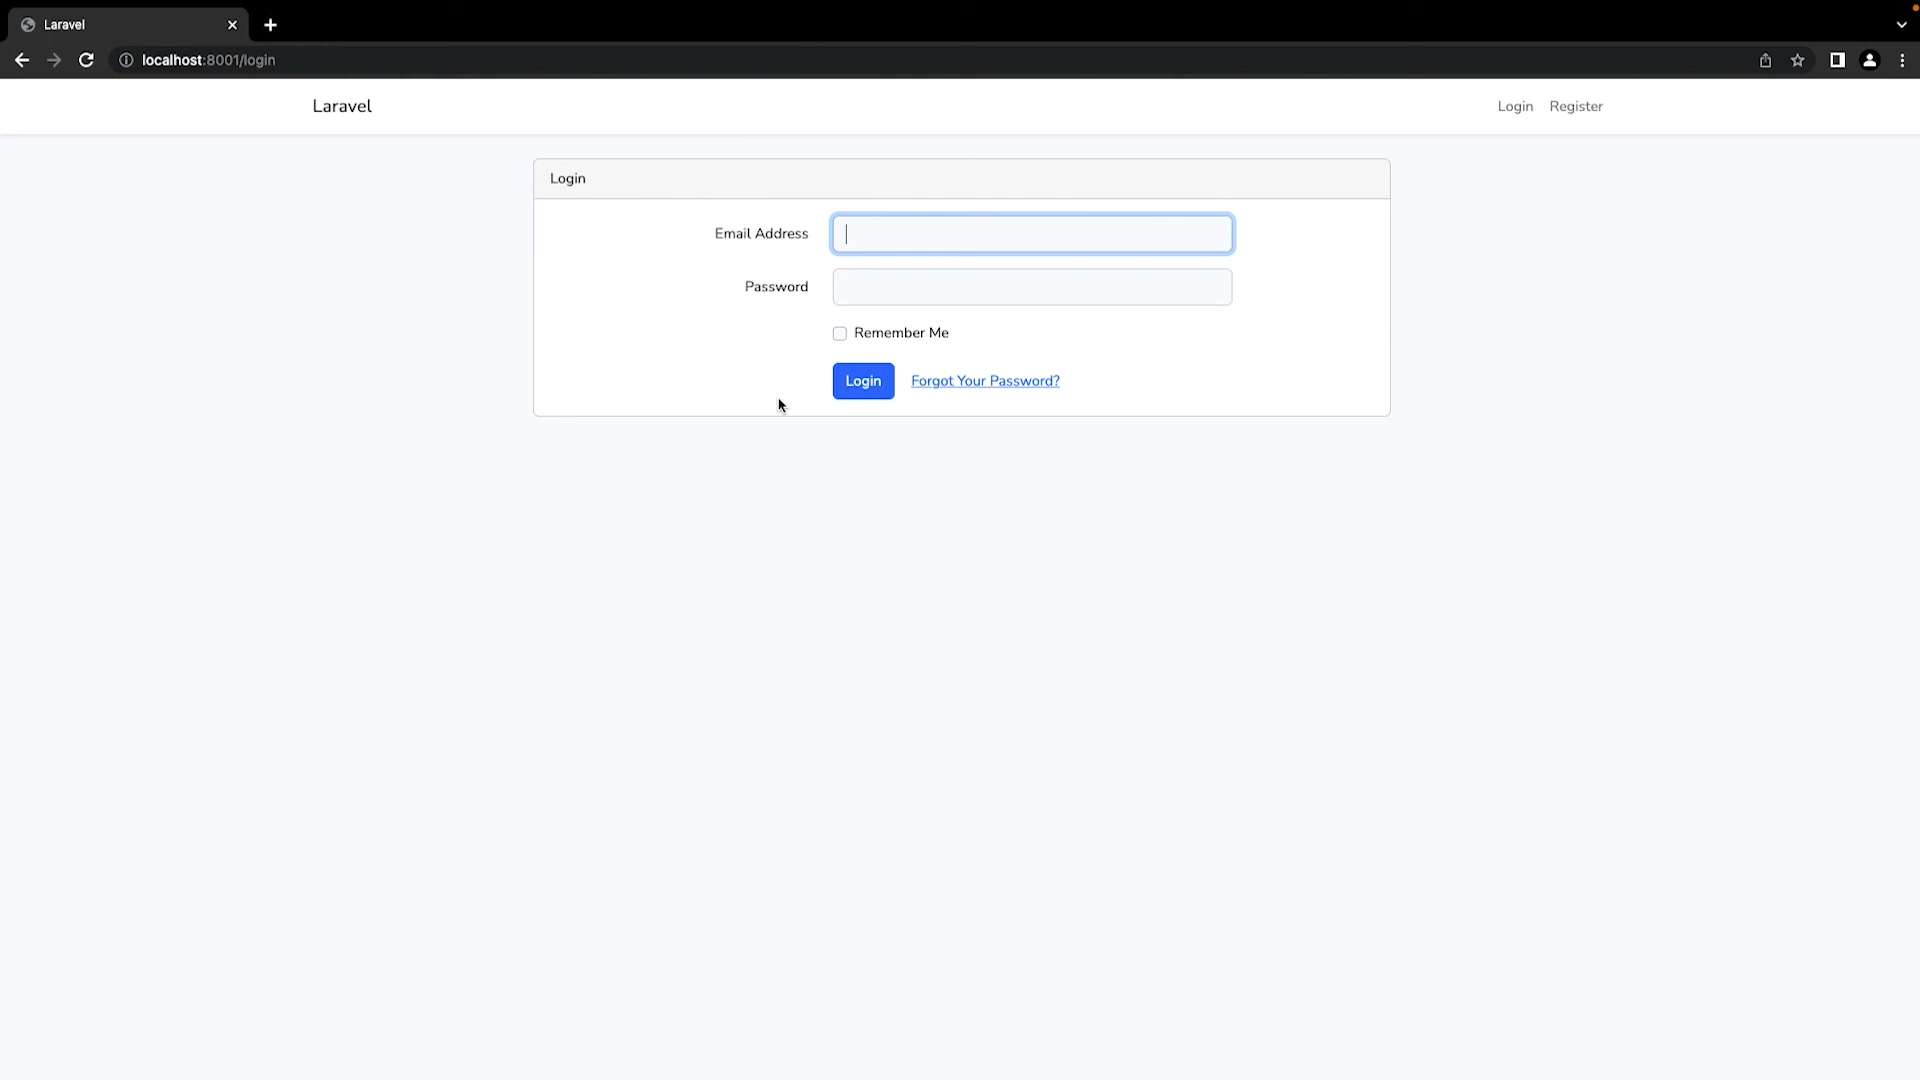 Laravel
localhost:8001/login
Laravel
Login Register
Login
Email Address
Password
Remember Me
Login Forgot Your Password?